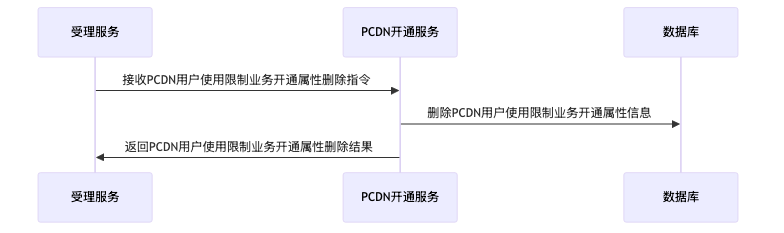 受理服务
PCDN开通服务
数据库
接收PCDN用户使用限制业务开通属性删除指令
删除PCDN用户使用限制业务开通属性信息
返回PCDN用户使用限制业务开通属性删除结果
受理服务
PCDN开通服务
数据库